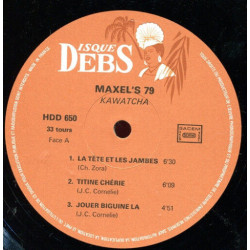 DISQUE
DEBS
MAXEL'S 79
KAWATCHA
HDD 650
33 tours
Face A
SACEM
1. LA TÊTE ET LES JAMBES 6'30
(Ch. Zora)
2. TITINE CHÉRIE 6'09
(J.C. Cornélie)
3. JOUER BIGUINE LA 4'51
(J.C. Cornélie)